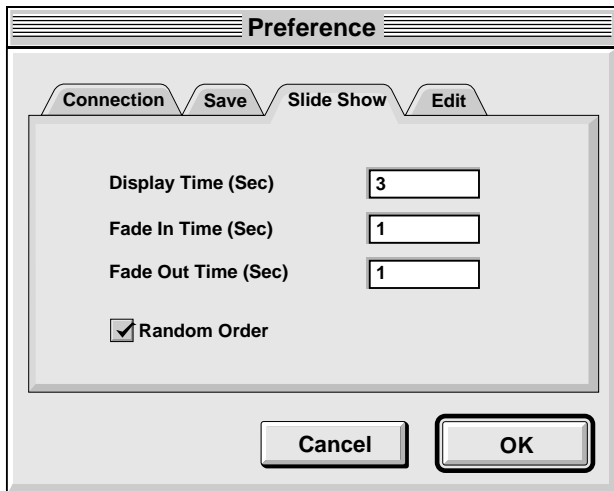 Preference
Connection Save Slide Show Edit
Display Time (Sec) 3
Fade In Time (Sec) 1
Fade Out Time (Sec) 1
Random Order
Cancel OK